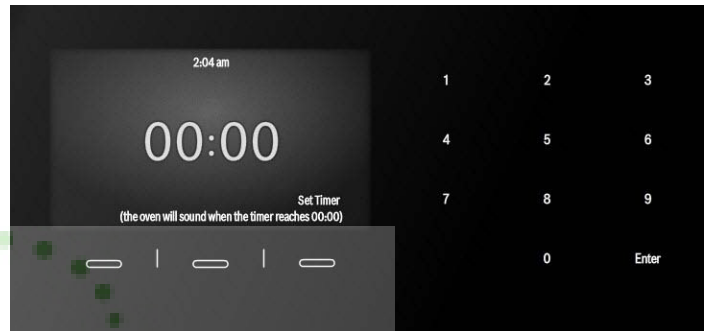 2:04 am
00:00
Set Timer
(the oven will sound when the timer reaches 00:00)
1 2 3
4 5 6
7 8 9
0 Enter